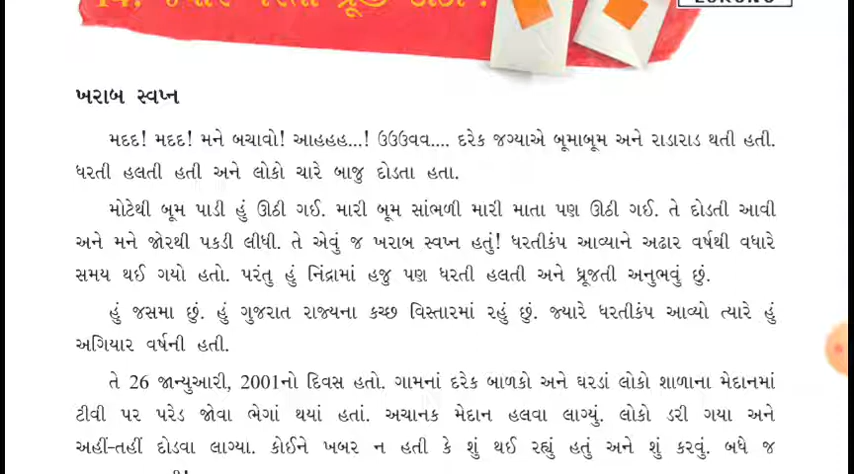 ખરાબ સ્વપ્ન
મદદ! મદદ! મને બચાવો! આહહહ...! ઉઉઉવવ.... દરેક જગ્યાએ બૂમાબૂમ અને રાડારાડ થતી હતી.
ધરતી હલતી હતી અને લોકો ચારે બાજુ દોડતા હતા.
મોટેથી બૂમ પાડી હું ઊઠી ગઈ. મારી બૂમ સાંભળી મારી માતા પણ ઊઠી ગઈ. તે દોડતી આવી
અને મને જોરથી પકડી લીધી. તે એવું જ ખરાબ સ્વપ્ન હતું! ધરતીકંપ આવ્યાને અઢાર વર્ષથી વધારે
સમય થઈ ગયો હતો. પરંતુ હું નિંદ્રામાં હજુ પણ ધરતી હલતી અને ધ્રૂજતી અનુભવું છું.
હું જસમા છું. હું ગુજરાત રાજ્યના કચ્છ વિસ્તારમાં રહું છું. જ્યારે ધરતીકંપ આવ્યો ત્યારે હું
અગિયાર વર્ષની હતી.
તે 26 જાન્યુઆરી, 2001નો દિવસ હતો. ગામનાં દરેક બાળકો અને ઘરડાં લોકો શાળાના મેદાનમાં
ટીવી પર પરેડ જોવા ભેગાં થયાં હતાં. અચાનક મેદાન હલવા લાગ્યું. લોકો ડરી ગયા અને
અહીં-તહીં દોડવા લાગ્યા. કોઈને ખબર ન હતી કે શું થઈ રહ્યું હતું અને શું કરવું. બધે જ